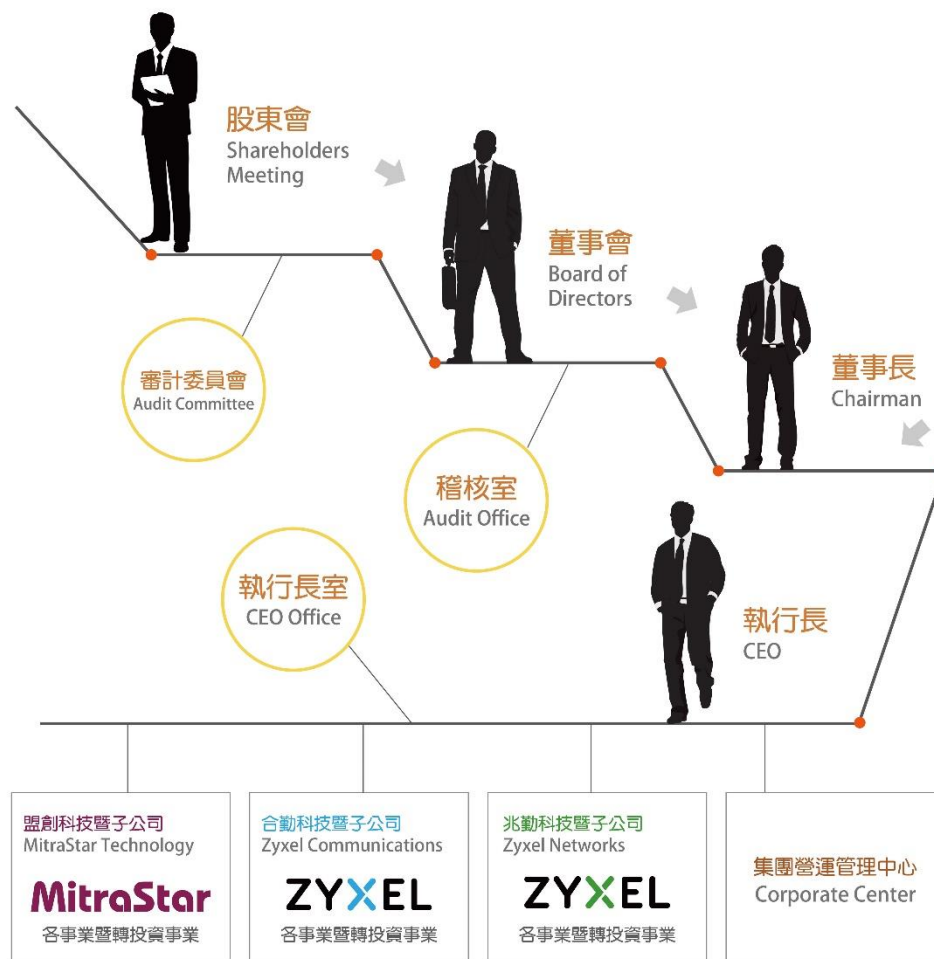 股東會
Shareholders
Meeting
董事會
Board of
Directors
董事長
Chairman
審計委員會
Audit Committee
稽核室
Audit Office
執行長室
CEO Office
執行長
CEO
盟創科技暨子公司
MitraStar Technology
MitraStar
各事業暨轉投資事業
合勤科技暨子公司
Zyxel Communications
ZYXEL
各事業暨轉投資事業
兆勤科技暨子公司
Zyxel Networks
ZYXEL
各事業暨轉投資事業
集團營運管理中心
Corporate Center